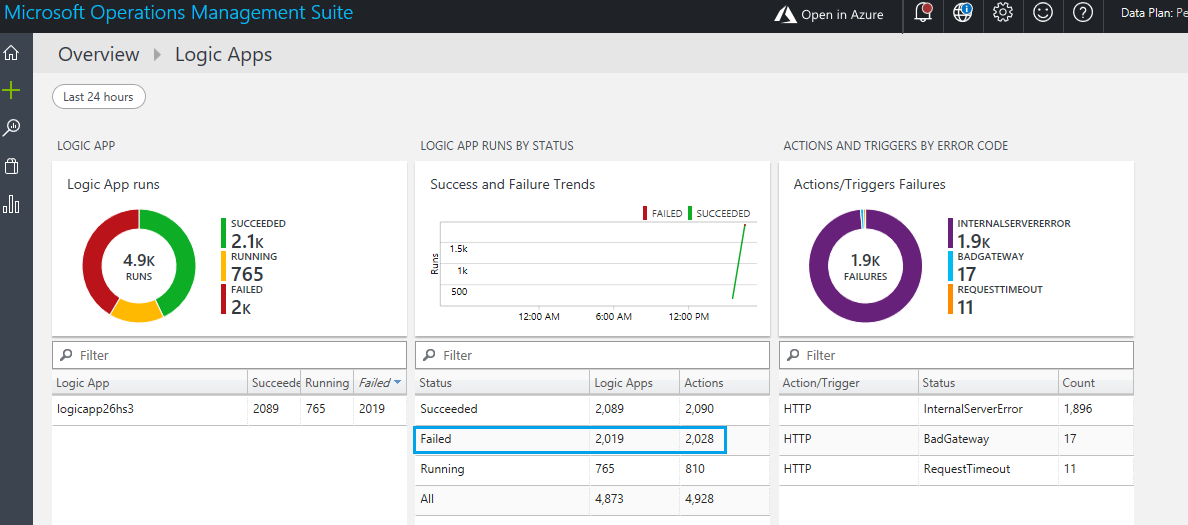 Microsoft Operations Management Suite
Open in Azure
Data Plan: Pe
Overview Logic Apps
Last 24 hours
LOGIC APP
Logic App runs
4.9K
RUNS
SUCCEEDED
2.1K
RUNNING
765
FAILED
2K
Filter
Logic App Succeede Running Failed
logicapp26hs3 2089 765 2019
LOGIC APP RUNS BY STATUS
Success and Failure Trends
FAILED SUCCEEDED
Runs
1.5k
1k
500
12:00 AM 6:00 AM 12:00 PM
Filter
Status Logic Apps Actions
Succeeded 2,089 2,090
Failed 2,019 2,028
Running 765 810
All 4,873 4,928
ACTIONS AND TRIGGERS BY ERROR CODE
Actions/Triggers Failures
1.9K
FAILURES
INTERNALSERVERERROR
1.9K
BADGATEWAY
17
REQUESTTIMEOUT
11
Filter
Action/Trigger Status Count
HTTP InternalServerError 1,896
HTTP BadGateway 17
HTTP RequestTimeout 11